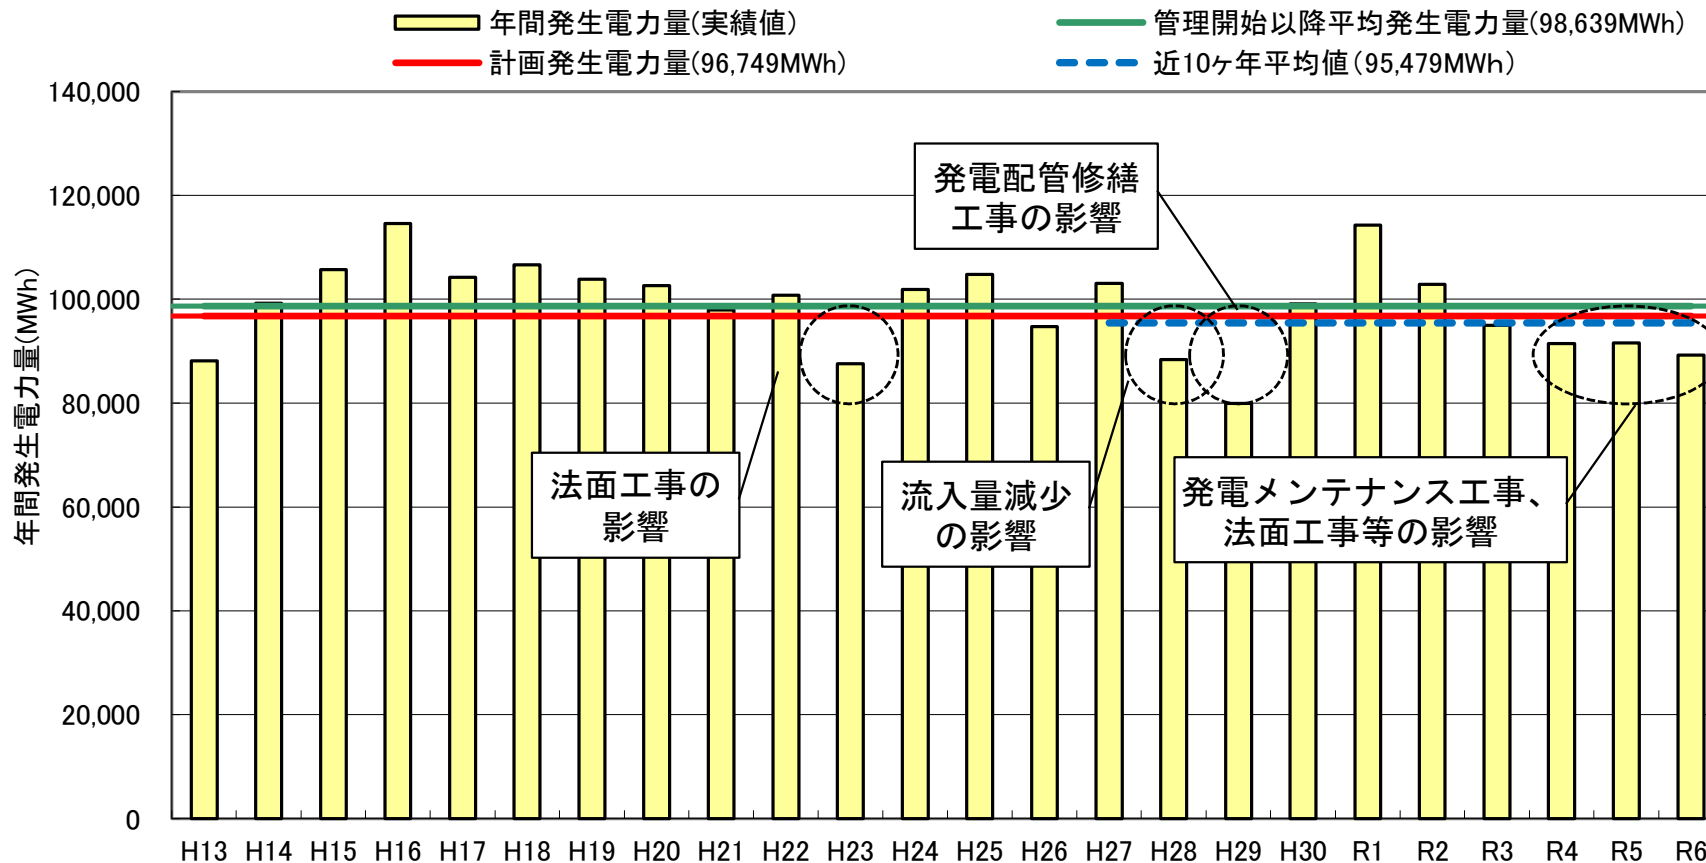 年間発生電力量(実績値)
管理開始以降平均発生電力量(98,639MWh)
計画発生電力量(96,749MWh)
近10ヶ年平均値(95,479MWh)
年間発生電力量(MWh)
140,000
120,000
100,000
80,000
60,000
40,000
20,000
0
発電配管修繕
工事の影響
法面工事の
影響
流入量減少
の影響
発電メンテナンス工事、
法面工事等の影響
H13 H14 H15 H16 H17 H18 H19 H20 H21 H22 H23 H24 H25 H26 H27 H28 H29 H30 R1 R2 R3 R4 R5 R6